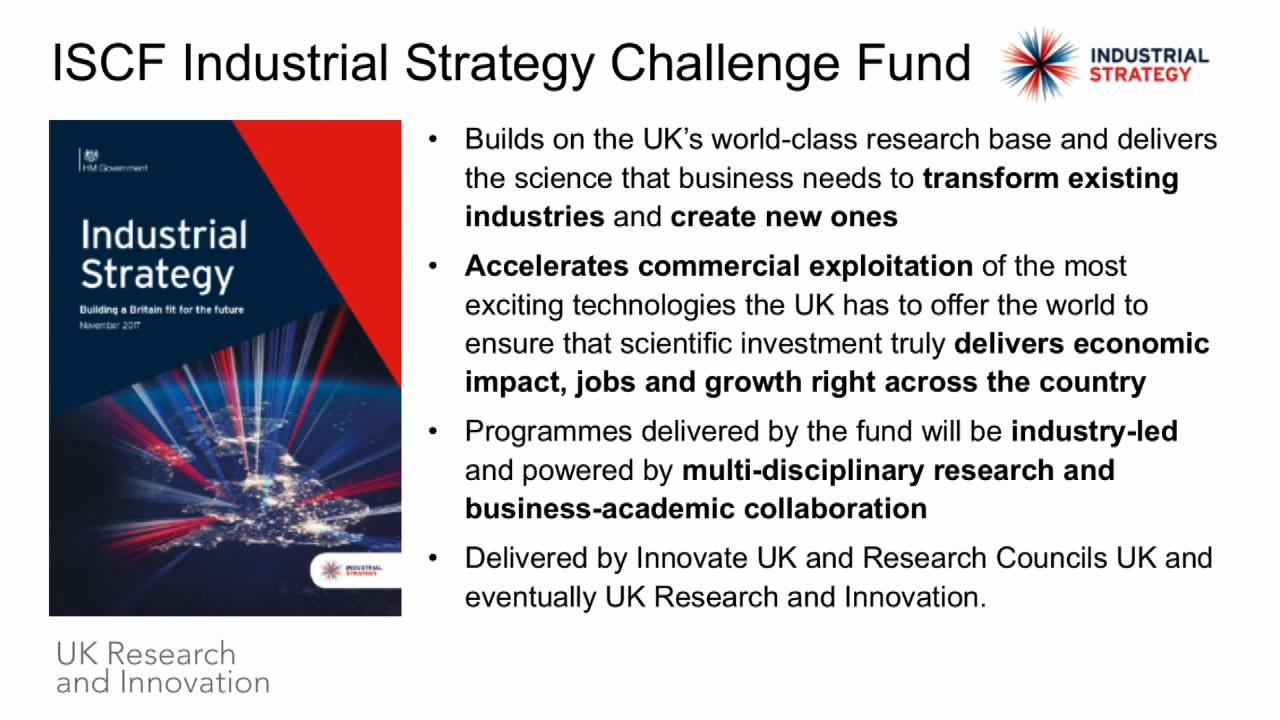 ISCF Industrial Strategy Challenge Fund
INDUSTRIAL
STRATEGY
HM Government
Industrial
Strategy
Building a Britain fit for the future
November 2017
INDUSTRIAL
STRATEGY
• Builds on the UK’s world-class research base and delivers
the science that business needs to transform existing
industries and create new ones
• Accelerates commercial exploitation of the most
exciting technologies the UK has to offer the world to
ensure that scientific investment truly delivers economic
impact, jobs and growth right across the country
• Programmes delivered by the fund will be industry-led
and powered by multi-disciplinary research and
business-academic collaboration
• Delivered by Innovate UK and Research Councils UK and
eventually UK Research and Innovation.
UK Research
and Innovation